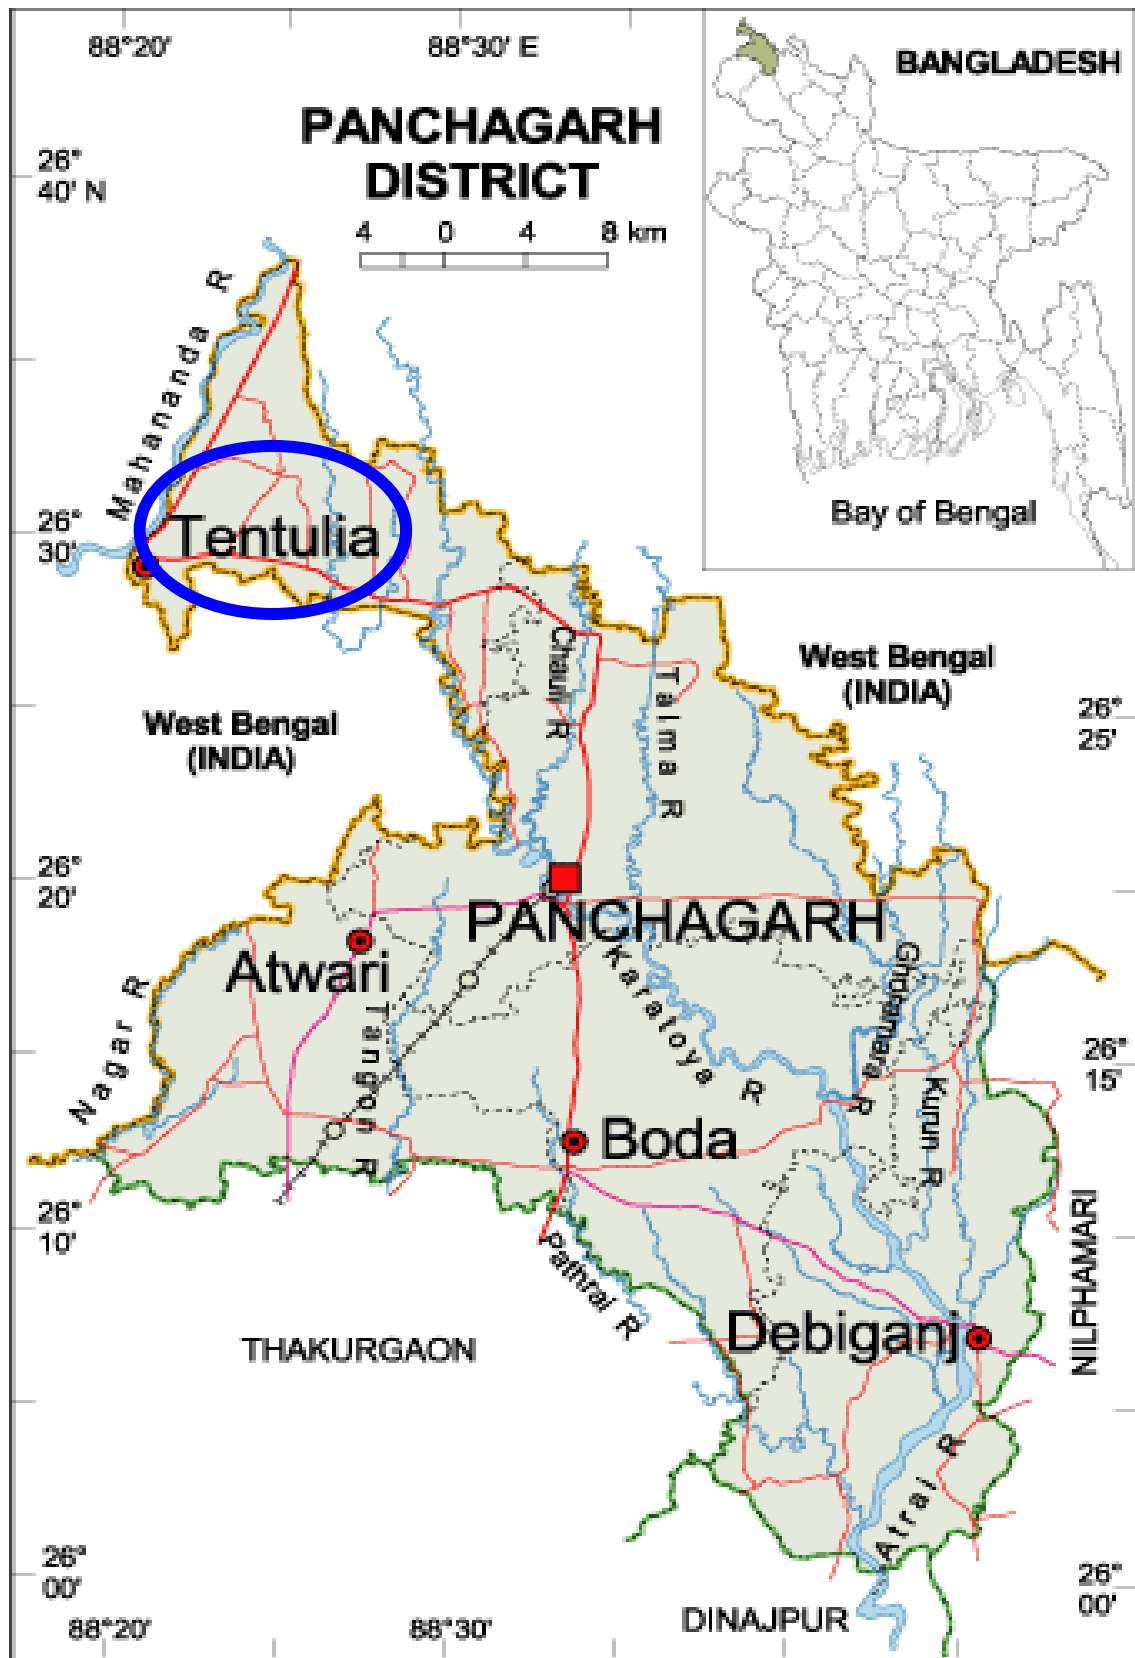 88°20'
88°30' E
BANGLADESH
PANCHAGARH
DISTRICT
26°
40' N
4 0 4 8 km
Mahananda R
Bay of Bengal
26°
30'
Tentulia
Chauli R
Talma R
West Bengal
(INDIA)
West Bengal
(INDIA)
26°
25'
26°
20'
PANCHAGARH
Atwari
Karatoya R
Ghoramara R
Nagar R
Tangon R
26°
15'
Kurun R
Boda
26°
10'
Pathrai R
NILPHAMARI
THAKURGAON
Debiganj
Atrai R
26°
00'
26°
00'
DINAJPUR
88°20'
88°30'